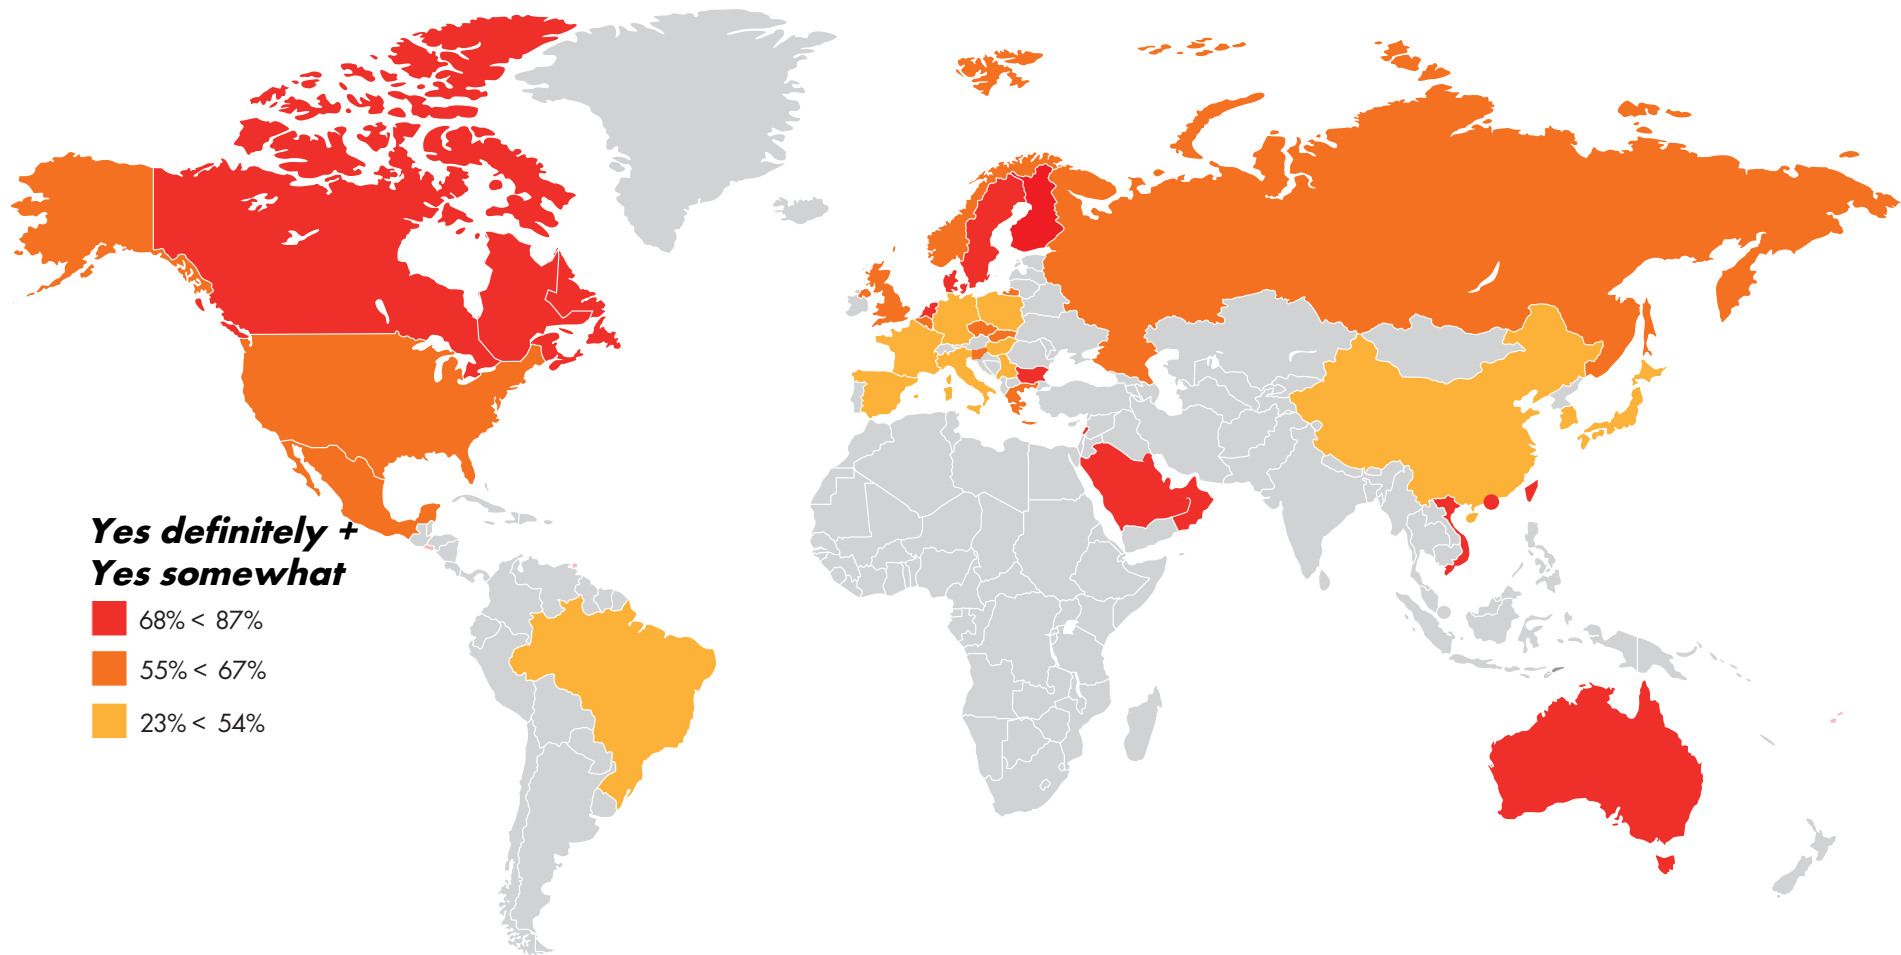 Yes definitely +
Yes somewhat
68% < 87%
55% < 67%
23% < 54%